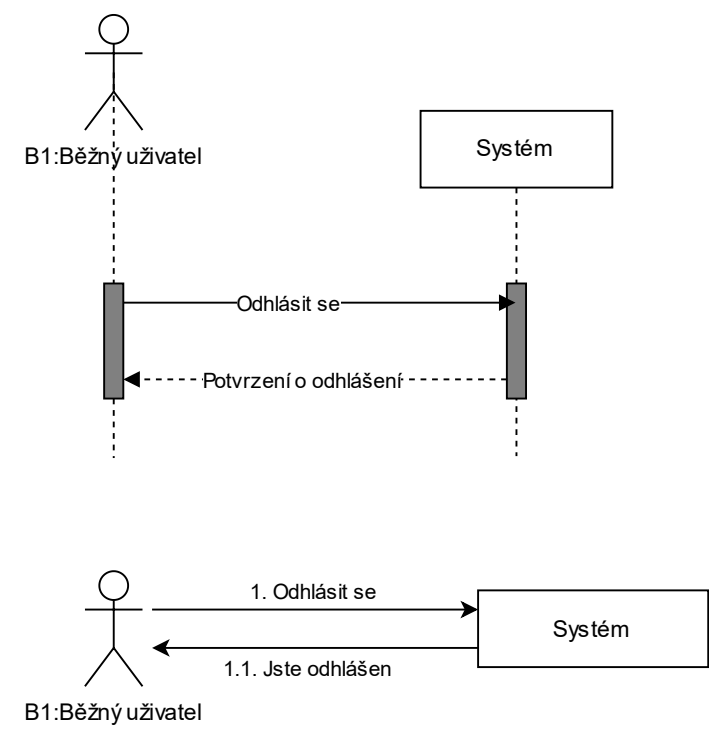 B1:Běžný uživatel
Systém
Odhlásit se
Potvrzení o odhlášení
1. Odhlásit se
Systém
1.1. Jste odhlášen
B1:Běžný uživatel